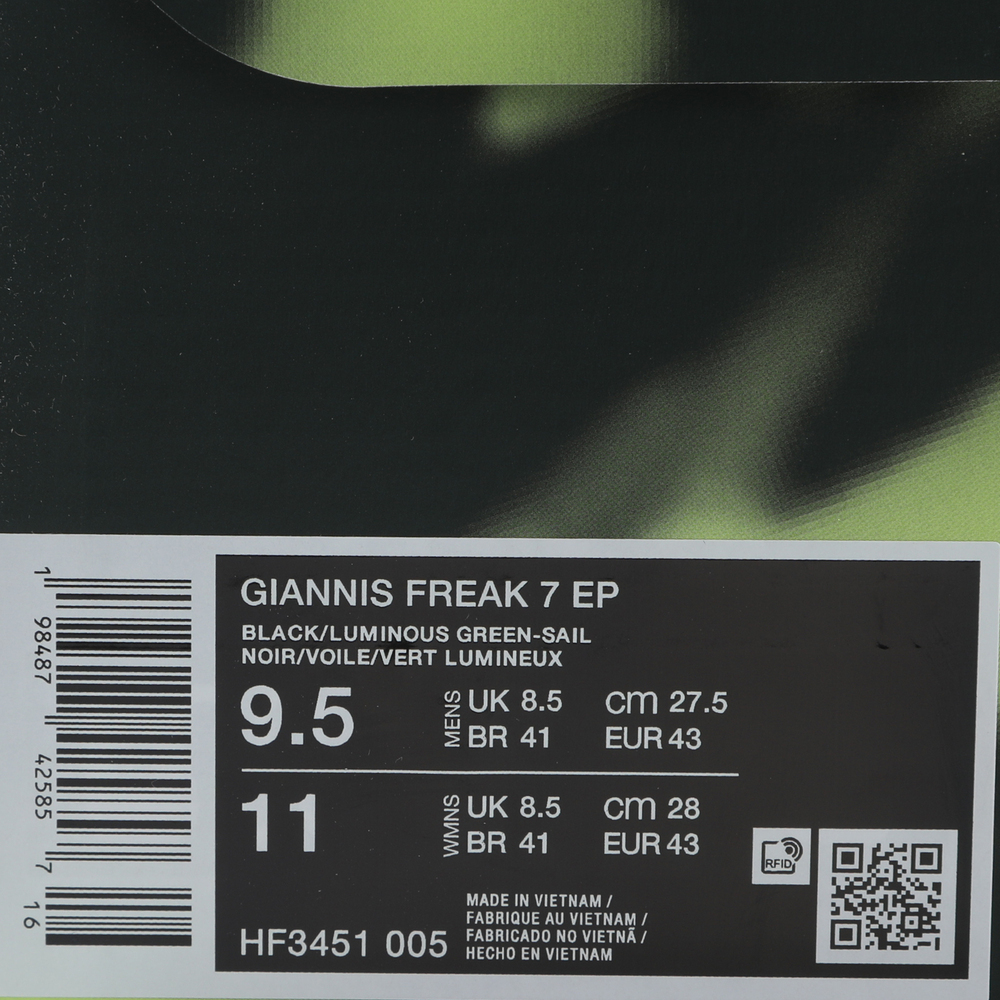 GIANNIS FREAK 7 EP
BLACK/LUMINOUS GREEN-SAIL
NOIR/VOILE/VERT LUMINEUX
9.5
MENS
UK 8.5 cm 27.5
BR 41 EUR 43
11
WMNS
UK 8.5 cm 28
BR 41 EUR 43
HF3451 005
MADE IN VIETNAM /
FABRIQUE AU VIETNAM /
FABRICADO NO VIETNÃ /
HECHO EN VIETNAM
RFID
1 98487 42585 7 16